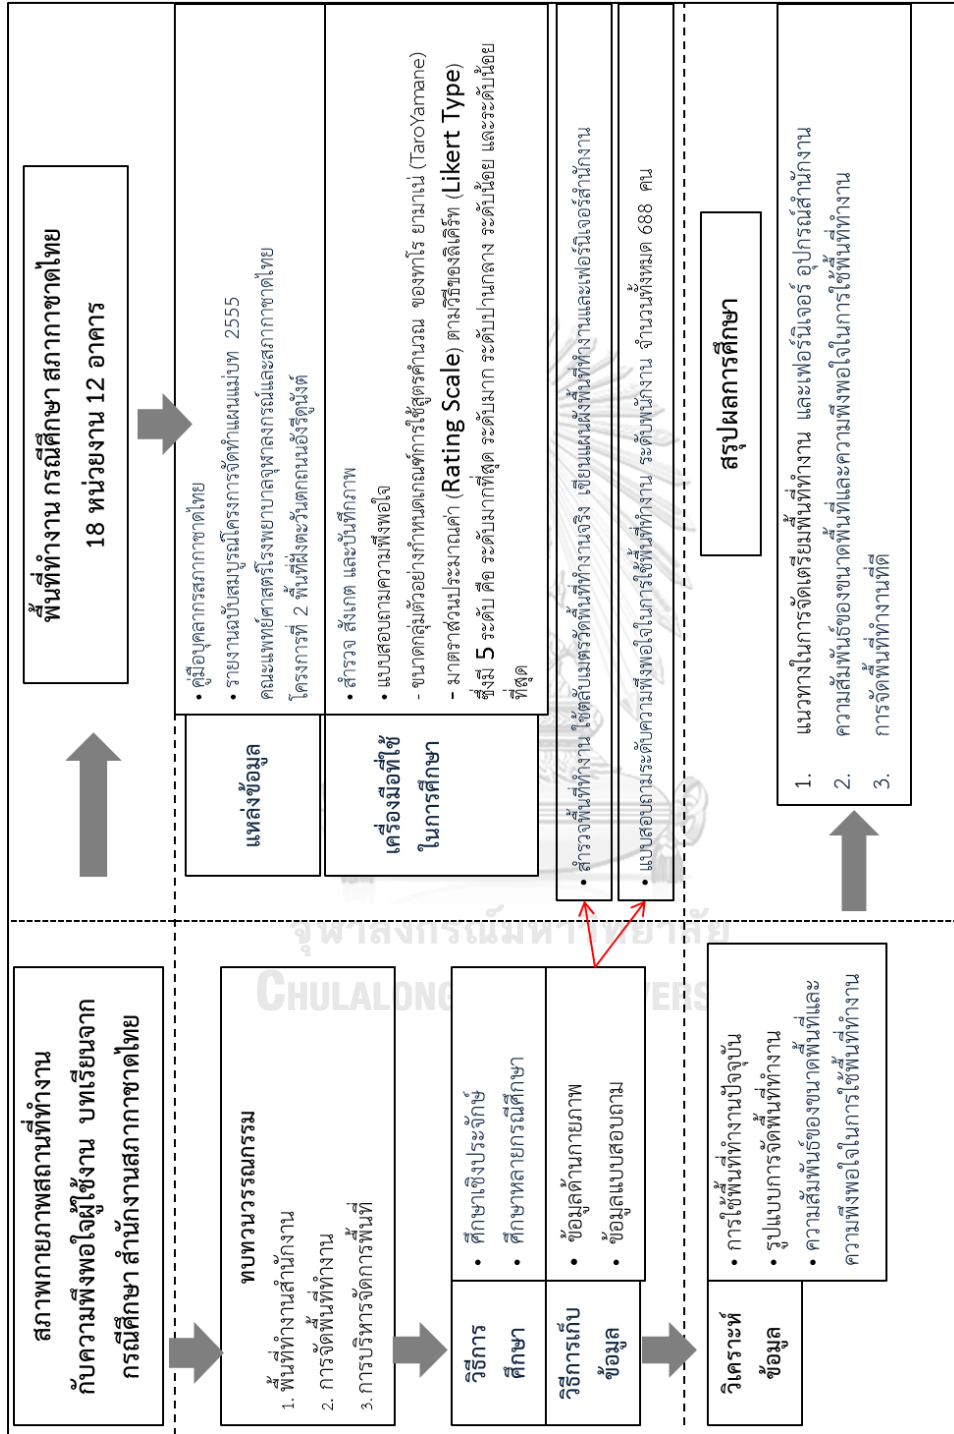 สภาพกายภาพสถานที่ทำงาน
กับความพึงพอใจผู้ใช้งาน บทเรียนจาก
กรณีศึกษา สำนักงานสภากาชาดไทย
พื้นที่ทำงาน กรณีศึกษา สภากาชาดไทย
18 หน่วยงาน 12 อาคาร
ทบทวนวรรณกรรม
1. พื้นที่ทำงานสำนักงาน
2. การจัดพื้นที่ทำงาน
3. การบริหารจัดการพื้นที่
แหล่งข้อมูล
• คู่มือบุคลากรสภากาชาดไทย
• รายงานฉบับสมบูรณ์โครงการจัดทำแผนแม่บท 2555
คณะแพทย์ศาสตร์โรงพยาบาลจุฬาลงกรณ์และสภากาชาดไทย
โครงการที่ 2 พื้นที่ฝั่งตะวันตกถนนอังรีดูนังต์
เครื่องมือที่ใช้
ในการศึกษา
• สำรวจ สังเกต และบันทึกภาพ
• แบบสอบถามความพึงพอใจ
- ขนาดกลุ่มตัวอย่างกำหนดเกณฑ์การใช้สูตรคำนวณ ของทาโร ยามาเน่ (TaroYamane)
- มาตราส่วนประมาณค่า (Rating Scale) ตามวิธีของลิเคิร์ท (Likert Type)
ซึ่งมี 5 ระดับ คือ ระดับมากที่สุด ระดับมาก ระดับปานกลาง ระดับน้อย และระดับน้อย
ที่สุด
วิธีการ
ศึกษา
• ศึกษาเชิงประจักษ์
• ศึกษาหลายกรณีศึกษา
วิธีการเก็บ
ข้อมูล
• ข้อมูลด้านกายภาพ
• ข้อมูลแบบสอบถาม
• สำรวจพื้นที่ทำงาน ใช้ตลับเมตรวัดพื้นที่ทำงานจริง เขียนแผนผังพื้นที่ทำงานและเฟอร์นิเจอร์สำนักงาน
• แบบสอบถามระดับความพึงพอใจในการใช้พื้นที่ทำงาน ระดับพนักงาน จำนวนทั้งหมด 688 คน
วิเคราะห์
ข้อมูล
• การใช้พื้นที่ทำงานปัจจุบัน
• รูปแบบการจัดพื้นที่ทำงาน
• ความสัมพันธ์ของขนาดพื้นที่และ
ความพึงพอใจในการใช้พื้นที่ทำงาน
สรุปผลการศึกษา
1. แนวทางในการจัดเตรียมพื้นที่ทำงาน และเฟอร์นิเจอร์ อุปกรณ์สำนักงาน
2. ความสัมพันธ์ของขนาดพื้นที่และความพึงพอใจในการใช้พื้นที่ทำงาน
3. การจัดพื้นที่ทำงานที่ดี
จุฬาลงกรณ์มหาวิทยาลัย